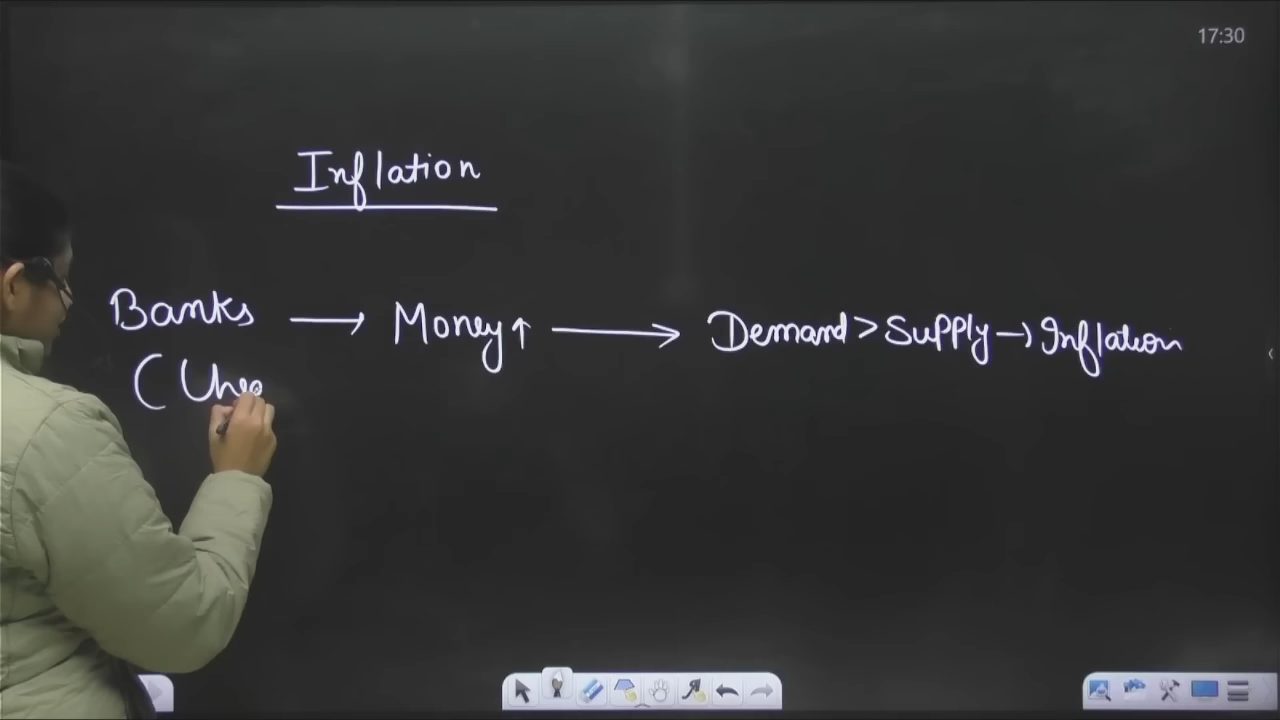 17:30
Inflation
Banks → Money↑ → Demand > Supply → Inflation
(